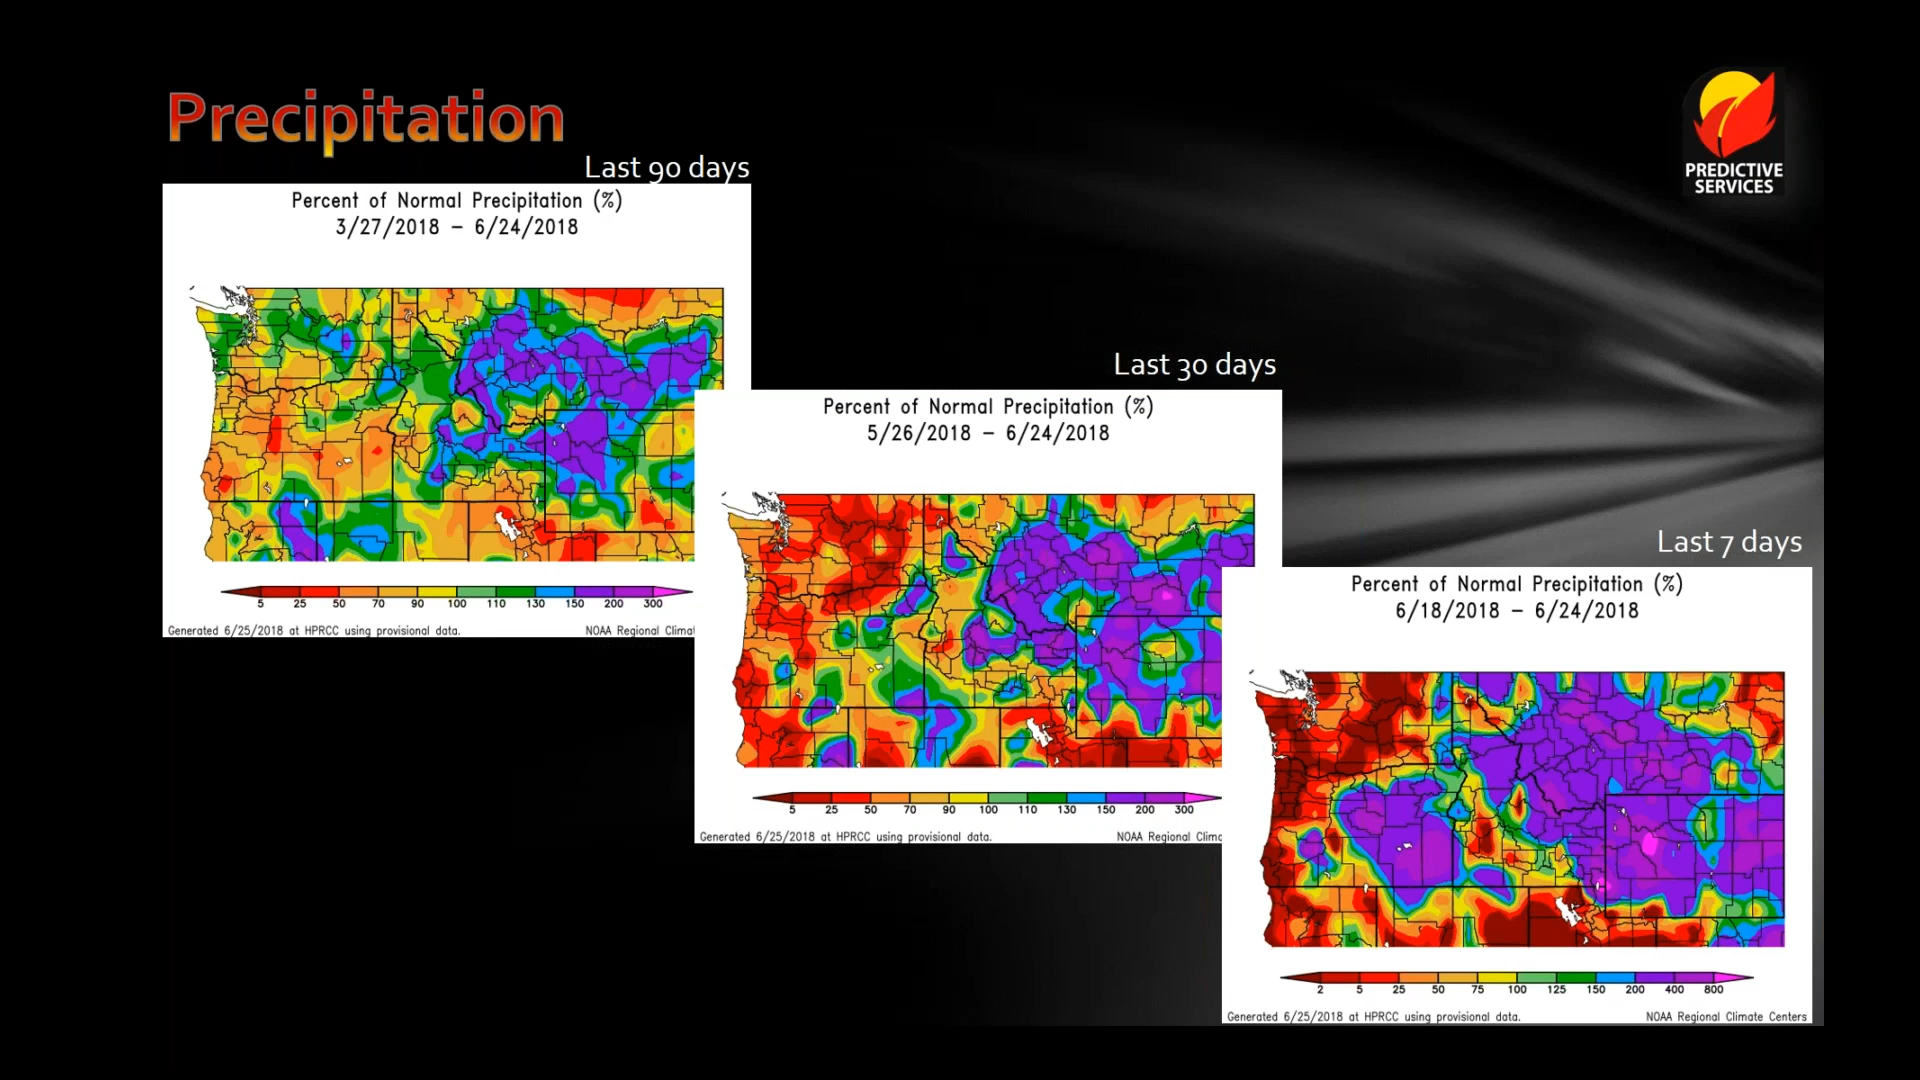 Precipitation
PREDICTIVE
SERVICES
Last 90 days
Percent of Normal Precipitation (%)
3/27/2018 – 6/24/2018
5 25 50 70 90 100 110 130 150 200 300
Generated 6/25/2018 at HPRCC using provisional data.
NOAA Regional
Last 30 days
Percent of Normal Precipitation (%)
5/26/2018 – 6/24/2018
5 25 50 70 90 100 110 130 150 200 300
Generated 6/25/2018 at HPRCC using provisional data.
NOAA Regional
Last 7 days
Percent of Normal Precipitation (%)
6/18/2018 – 6/24/2018
2 5 25 50 75 100 125 150 200 400 800
Generated 6/25/2018 at HPRCC using provisional data.
NOAA Regional Climate Centers